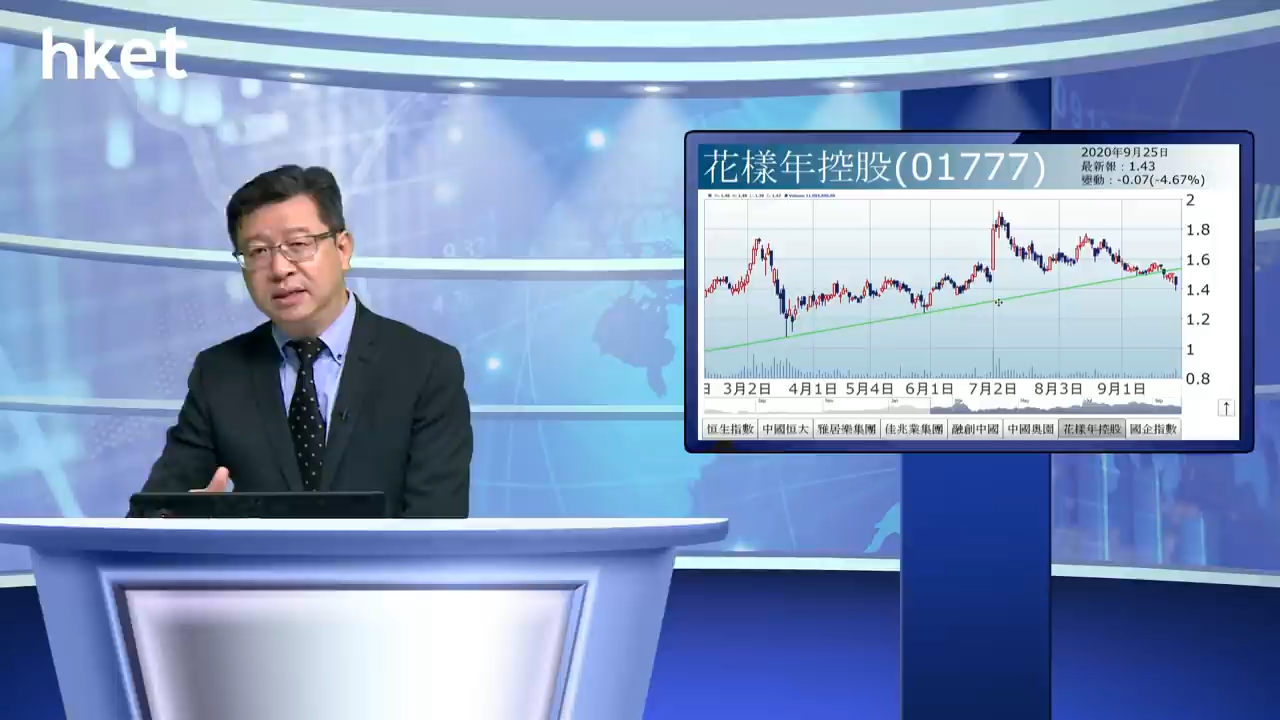 hket
花樣年控股(01777)
2020年9月25日
最新報：1.43
變動：-0.07(-4.67%)
2
1.8
1.6
1.4
1.2
1
0.8
3月2日 4月1日 5月4日 6月1日 7月2日 8月3日 9月1日
恒生指數 中國恒大 雅居樂集團 佳兆業集團 融創中國 中國奧園 花樣年控股 國企指數